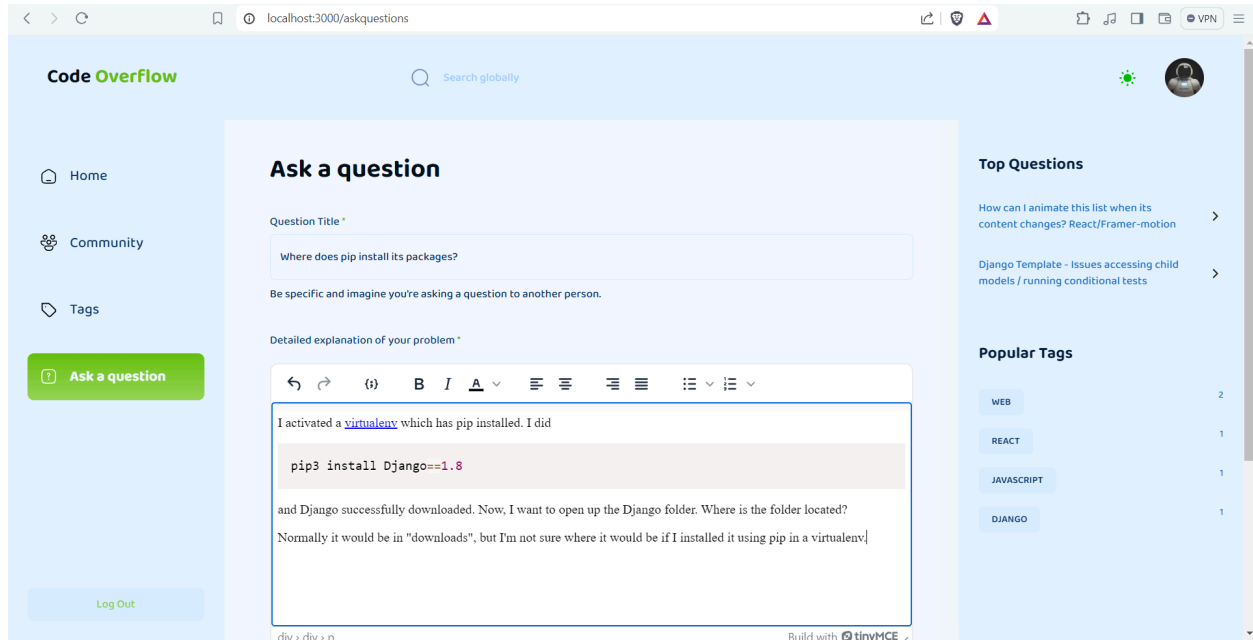 localhost:3000/askquestions
VPN
Code Overflow
Search globally
Home
Community
Tags
Ask a question
Log Out
Ask a question
Question Title *
Where does pip install its packages?
Be specific and imagine you're asking a question to another person.
Detailed explanation of your problem *
{;} B I A
I activated a virtualenv which has pip installed. I did
pip3 install Django==1.8
and Django successfully downloaded. Now, I want to open up the Django folder. Where is the folder located?
Normally it would be in "downloads", but I'm not sure where it would be if I installed it using pip in a virtualenv.
div › div › p
Build with tinyMCE
Top Questions
How can I animate this list when its
content changes? React/Framer-motion
Django Template - Issues accessing child
models / running conditional tests
Popular Tags
WEB 2
REACT 1
JAVASCRIPT 1
DJANGO 1